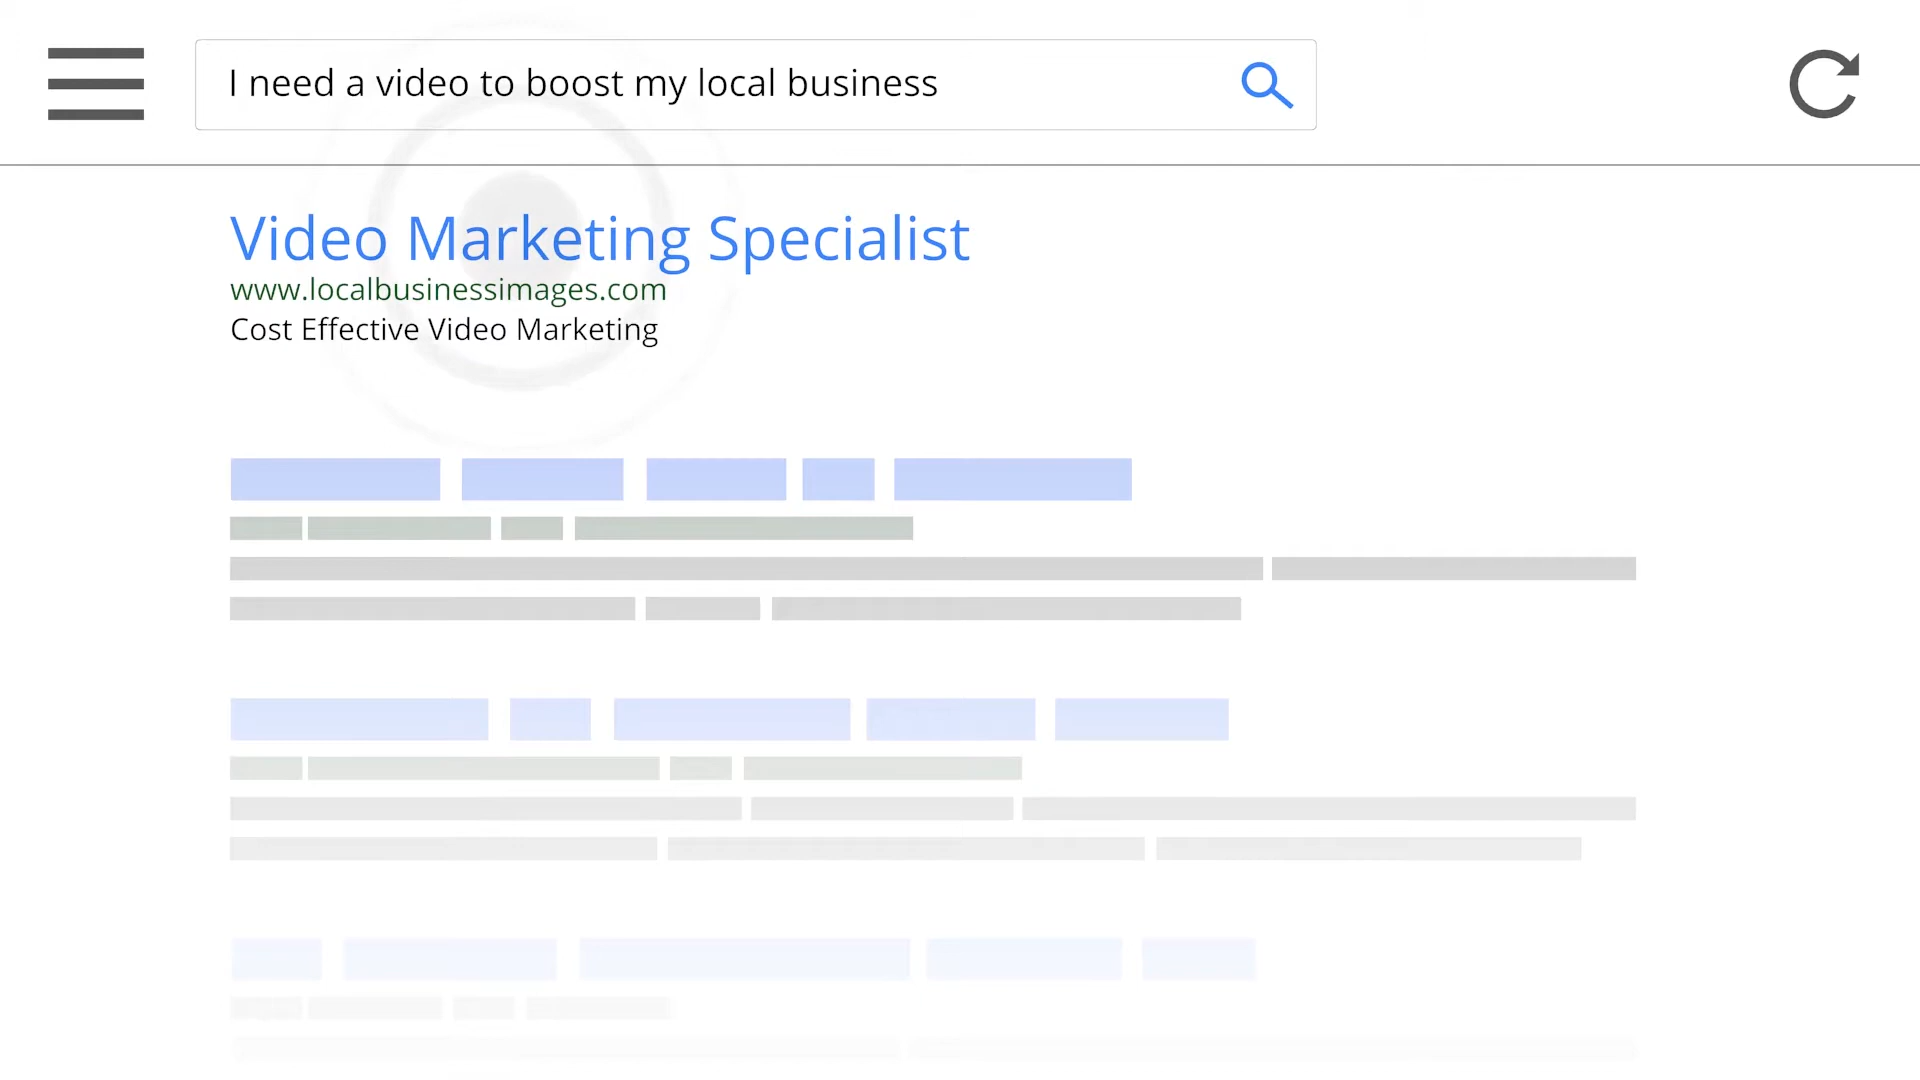 I need a video to boost my local business
Video Marketing Specialist
www.localbusinessimages.com
Cost Effective Video Marketing